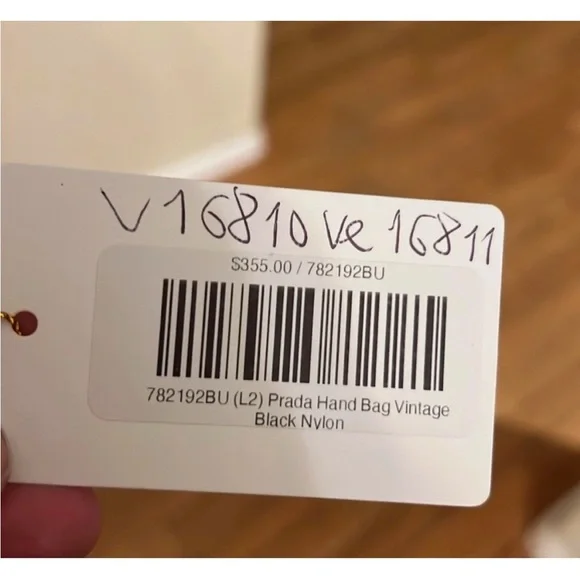 V16810 ve 16811
$355.00 / 782192BU
782192BU (L2) Prada Hand Bag Vintage
Black Nylon